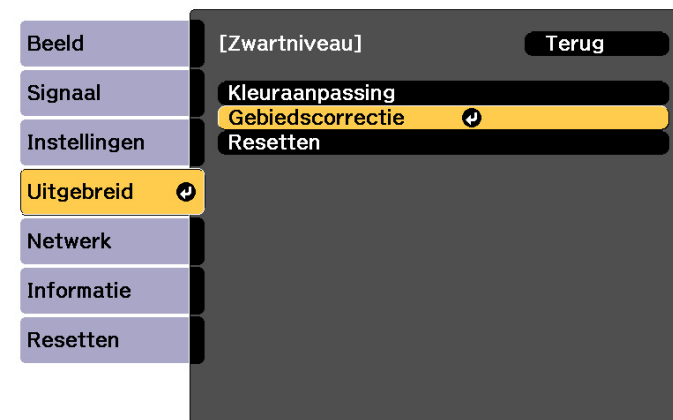 Beeld
Signaal
Instellingen
Uitgebreid
Netwerk
Informatie
Resetten
[Zwartniveau]
Terug
Kleuraanpassing
Gebiedscorrectie
Resetten